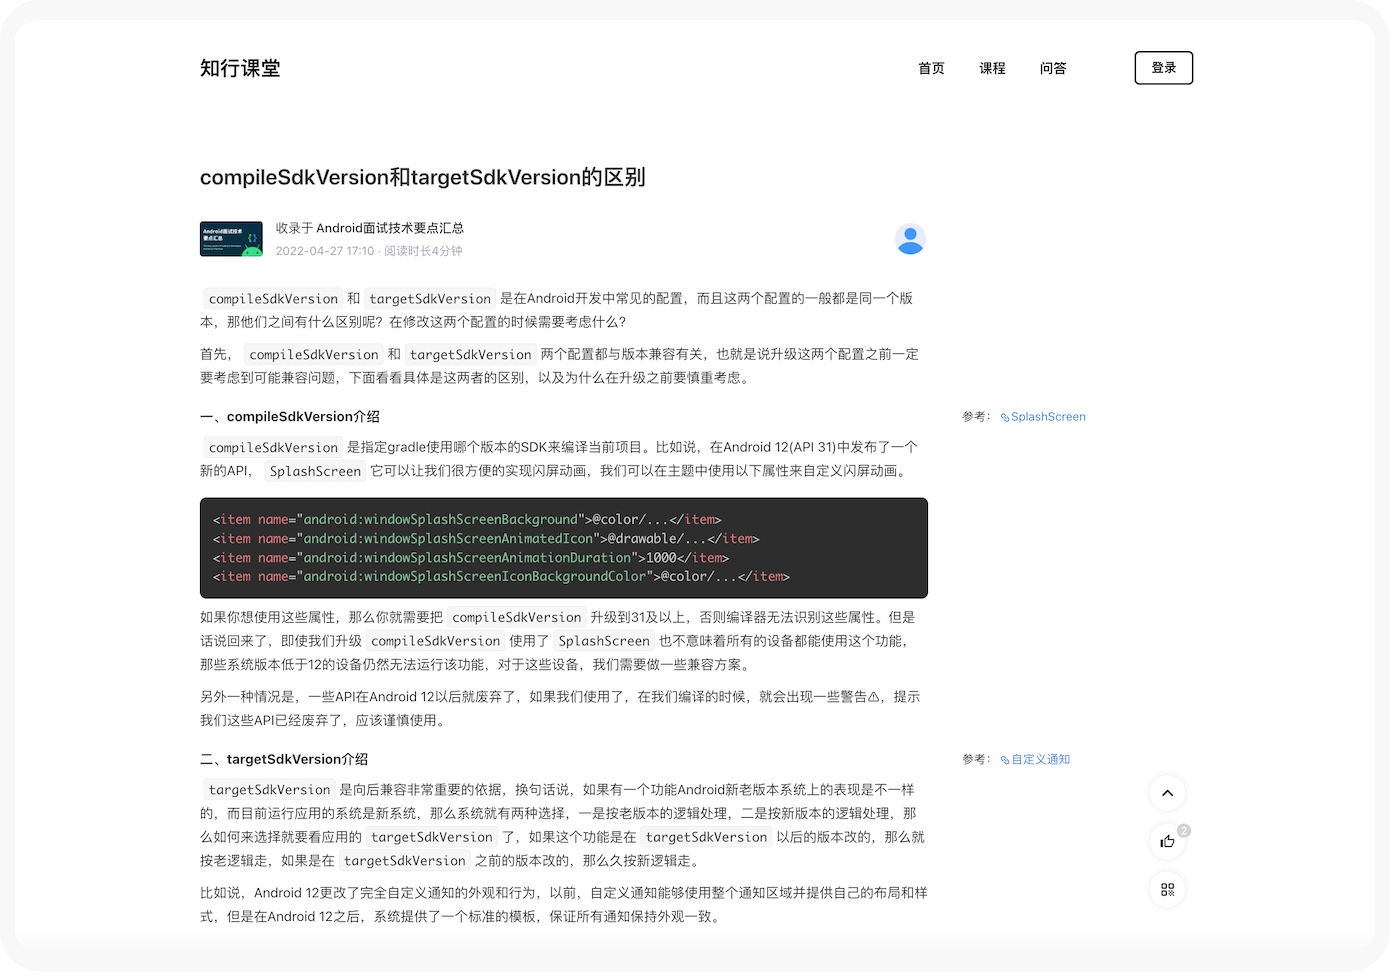 知行课堂
首页 课程 问答 登录
compileSdkVersion和targetSdkVersion的区别
Android面试技术
要点汇总
收录于 Android面试技术要点汇总
2022-04-27 17:10 · 阅读时长4分钟
compileSdkVersion 和 targetSdkVersion 是在Android开发中常见的配置，而且这两个配置的一般都是同一个版
本，那他们之间有什么区别呢？在修改这两个配置的时候需要考虑什么？
首先， compileSdkVersion 和 targetSdkVersion 两个配置都与版本兼容有关，也就是说升级这两个配置之前一定
要考虑到可能兼容问题，下面看看具体是这两者的区别，以及为什么在升级之前要慎重考虑。
一、compileSdkVersion介绍
参考： SplashScreen
compileSdkVersion 是指定gradle使用哪个版本的SDK来编译当前项目。比如说，在Android 12(API 31)中发布了一个
新的API， SplashScreen 它可以让我们很方便的实现闪屏动画，我们可以在主题中使用以下属性来自定义闪屏动画。
<item name="android:windowSplashScreenBackground">@color/...</item>
<item name="android:windowSplashScreenAnimatedIcon">@drawable/...</item>
<item name="android:windowSplashScreenAnimationDuration">1000</item>
<item name="android:windowSplashScreenIconBackgroundColor">@color/...</item>
如果你想使用这些属性，那么你就需要把 compileSdkVersion 升级到31及以上，否则编译器无法识别这些属性。但是
话说回来了，即使我们升级 compileSdkVersion 使用了 SplashScreen 也不意味着所有的设备都能使用这个功能，
那些系统版本低于12的设备仍然无法运行该功能，对于这些设备，我们需要做一些兼容方案。
另外一种情况是，一些API在Android 12以后就废弃了，如果我们使用了，在我们编译的时候，就会出现一些警告⚠，提示
我们这些API已经废弃了，应该谨慎使用。
二、targetSdkVersion介绍
参考： 自定义通知
targetSdkVersion 是向后兼容非常重要的依据，换句话说，如果有一个功能Android新老版本系统上的表现是不一样
的，而目前运行应用的系统是新系统，那么系统就有两种选择，一是按老版本的逻辑处理，二是按新版本的逻辑处理，那
么如何来选择就要看应用的 targetSdkVersion 了，如果这个功能是在 targetSdkVersion 以后的版本改的，那么就
按老逻辑走，如果是在 targetSdkVersion 之前的版本改的，那么久按新逻辑走。
2
比如说，Android 12更改了完全自定义通知的外观和行为，以前，自定义通知能够使用整个通知区域并提供自己的布局和样
式，但是在Android 12之后，系统提供了一个标准的模板，保证所有通知保持外观一致。